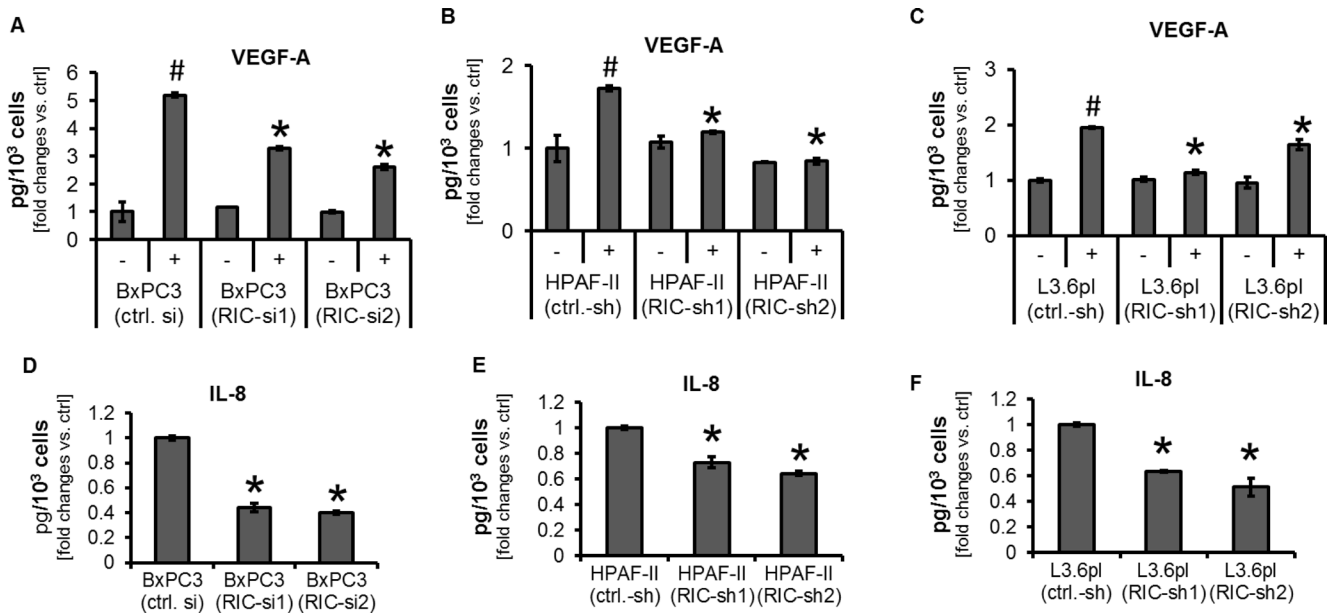 A
VEGF-A
pg/10³ cells
[fold changes vs. ctrl]
6
5
4
3
2
1
0
#
*
*
- + - + - +
BxPC3 BxPC3 BxPC3
(ctrl. si) (RIC-si1) (RIC-si2)
B
VEGF-A
pg/10³ cells
[fold changes vs. ctrl]
2
1
0
#
*
*
- + - + - +
HPAF-II HPAF-II HPAF-II
(ctrl.-sh) (RIC-sh1) (RIC-sh2)
C
VEGF-A
pg/10³ cells
[fold changes vs. ctrl]
3
2
1
0
#
*
*
- + - + - +
L3.6pl L3.6pl L3.6pl
(ctrl.-sh) (RIC-sh1) (RIC-sh2)
D
IL-8
pg/10³ cells
[fold changes vs. ctrl]
1.2
1
0.8
0.6
0.4
0.2
0
*
*
BxPC3 BxPC3 BxPC3
(ctrl. si) (RIC-si1) (RIC-si2)
E
IL-8
pg/10³ cells
[fold changes vs. ctrl]
1.2
1
0.8
0.6
0.4
0.2
0
*
*
HPAF-II HPAF-II HPAF-II
(ctrl.-sh) (RIC-sh1) (RIC-sh2)
F
IL-8
pg/10³ cells
[fold changes vs. ctrl]
1.2
1
0.8
0.6
0.4
0.2
0
*
*
L3.6pl L3.6pl L3.6pl
(ctrl.-sh) (RIC-sh1) (RIC-sh2)